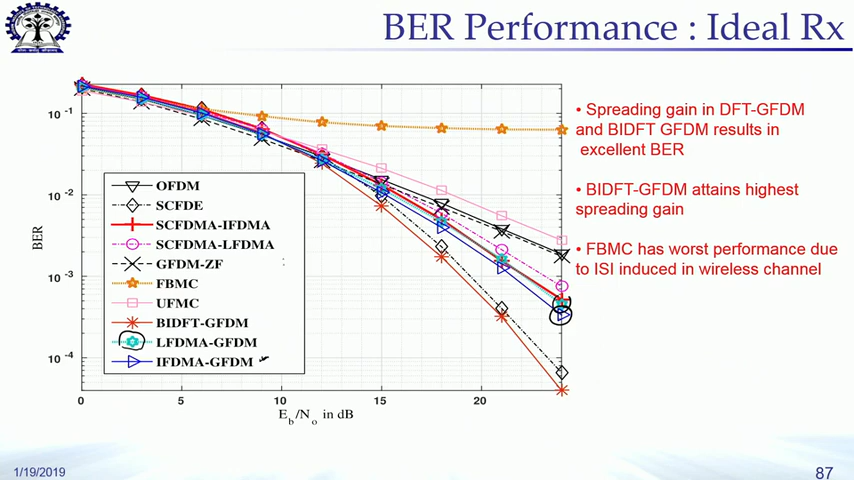 BER Performance : Ideal Rx
• Spreading gain in DFT-GFDM
and BIDFT GFDM results in
excellent BER
• BIDFT-GFDM attains highest
spreading gain
• FBMC has worst performance due
to ISI induced in wireless channel
BER
10⁻¹
10⁻²
10⁻³
10⁻⁴
OFDM
SCFDE
SCFDMA-IFDMA
SCFDMA-LFDMA
GFDM-ZF
FBMC
UFMC
BIDFT-GFDM
LFDMA-GFDM
IFDMA-GFDM
0 5 10 15 20
E_b/N_o in dB
1/19/2019
87